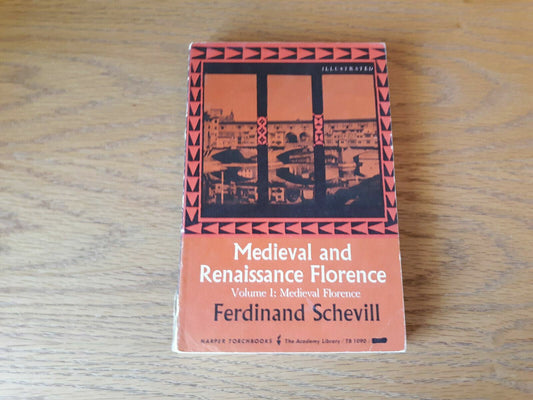 ILLUSTRATED
Medieval and
Renaissance Florence
Volume I: Medieval Florence
Ferdinand Schevill
HARPER TORCHBOOKS The Academy Library / TB 1090 /